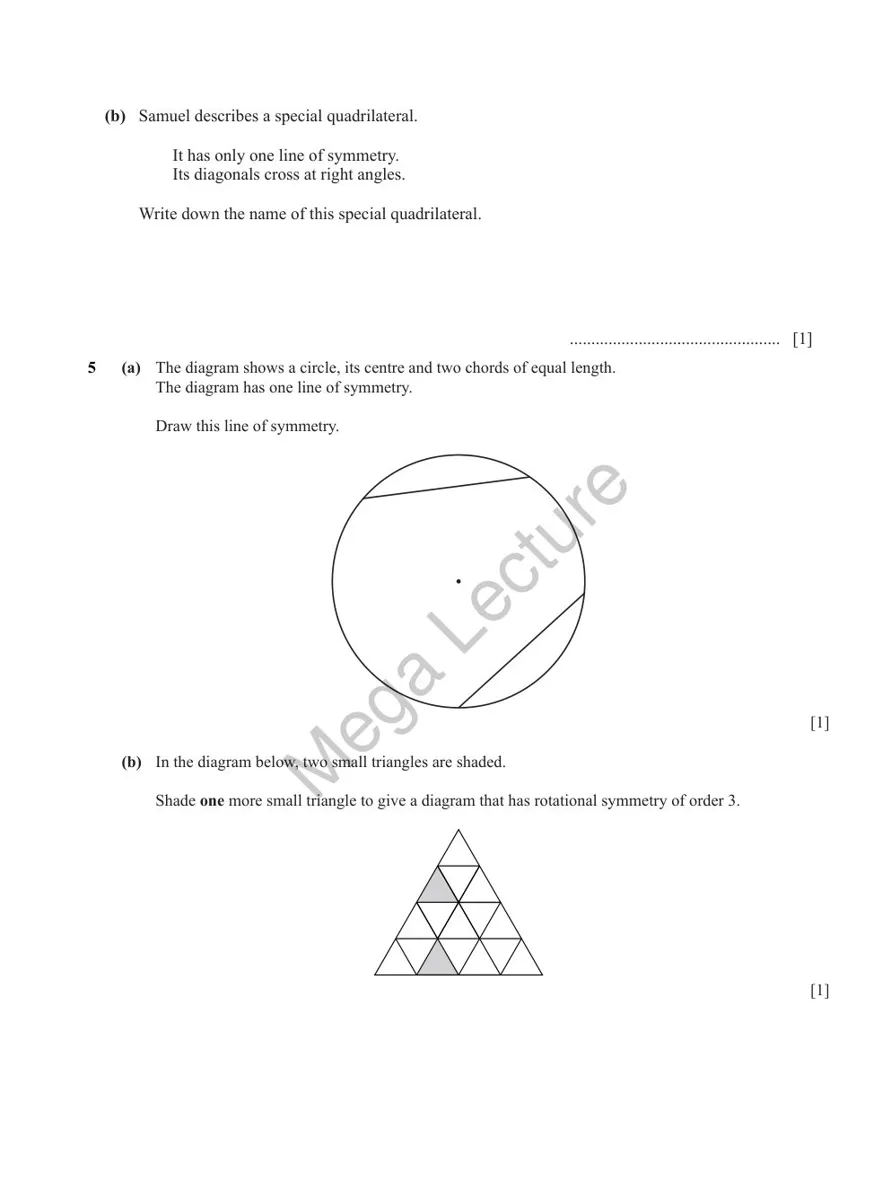 (b) Samuel describes a special quadrilateral.
It has only one line of symmetry.
Its diagonals cross at right angles.
Write down the name of this special quadrilateral.
................................................. [1]
5 (a) The diagram shows a circle, its centre and two chords of equal length.
The diagram has one line of symmetry.
Draw this line of symmetry.
Mega Lecture
[1]
(b) In the diagram below, two small triangles are shaded.
Shade one more small triangle to give a diagram that has rotational symmetry of order 3.
[1]